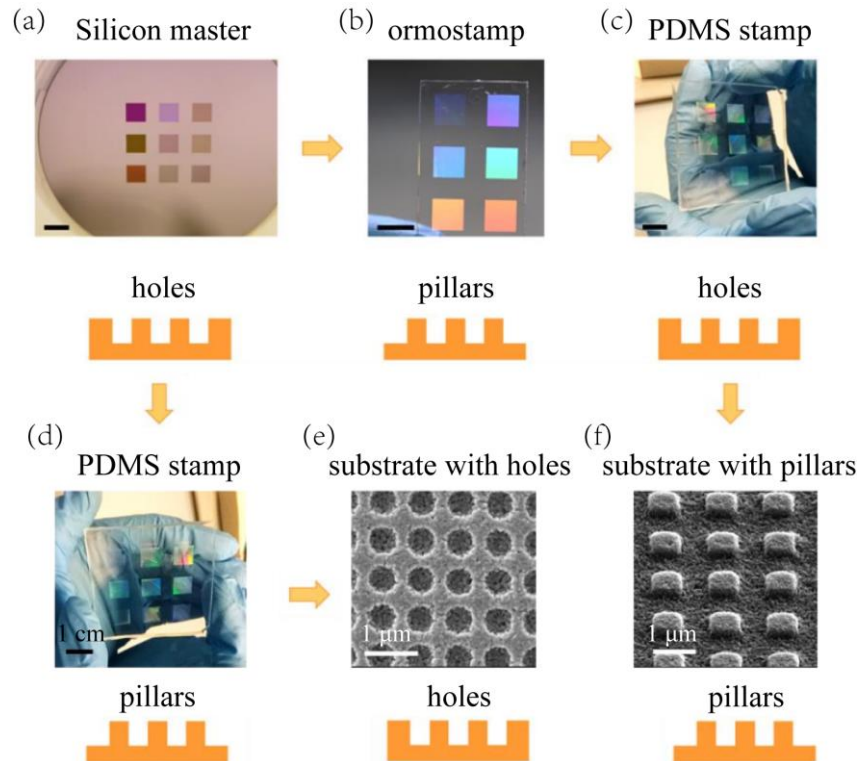 (a)
Silicon master
(b)
ormostamp
(c)
PDMS stamp
holes
pillars
holes
(d)
PDMS stamp
(e)
substrate with holes
(f)
substrate with pillars
1 cm
1 μm
1 μm
pillars
holes
pillars